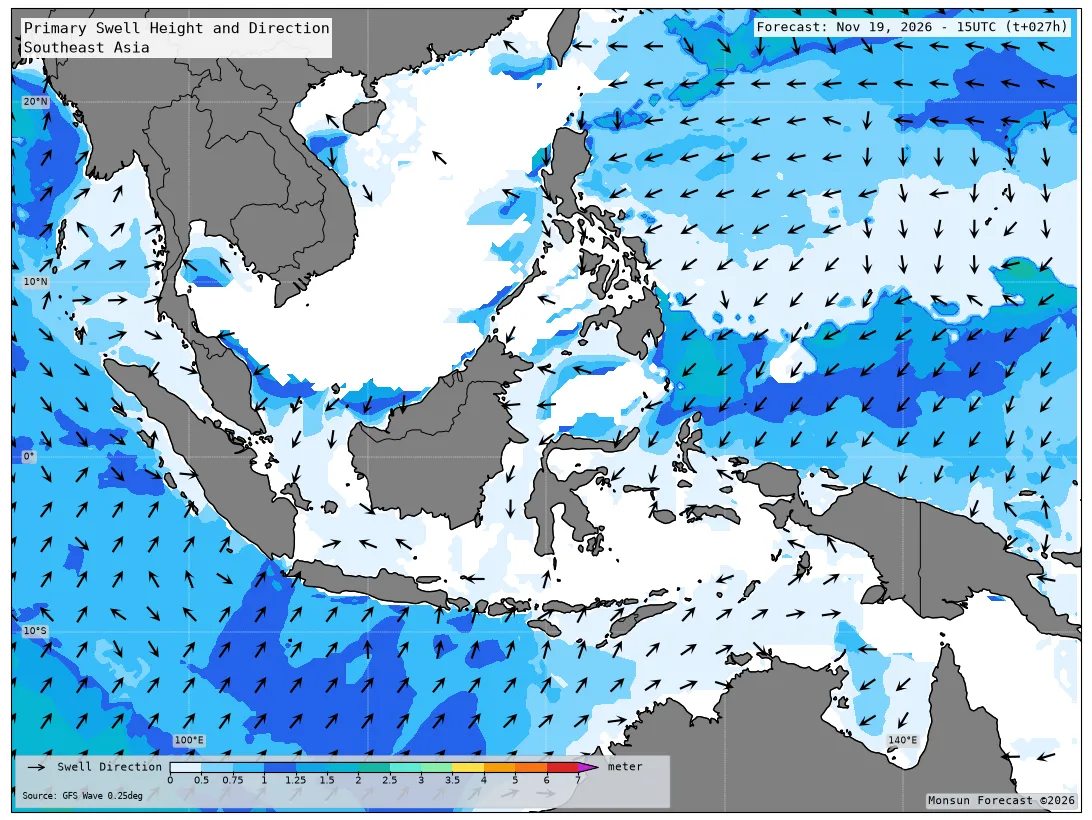 Primary Swell Height and Direction
Southeast Asia
Forecast: Nov 19, 2026 - 15UTC (t+027h)
20°N
10°N
0°
10°S
100°E
140°E
Swell Direction
0 0.5 0.75 1 1.25 1.5 2 2.5 3 3.5 4 5 6 7
meter
Source: GFS Wave 0.25deg
Monsun Forecast ©2026